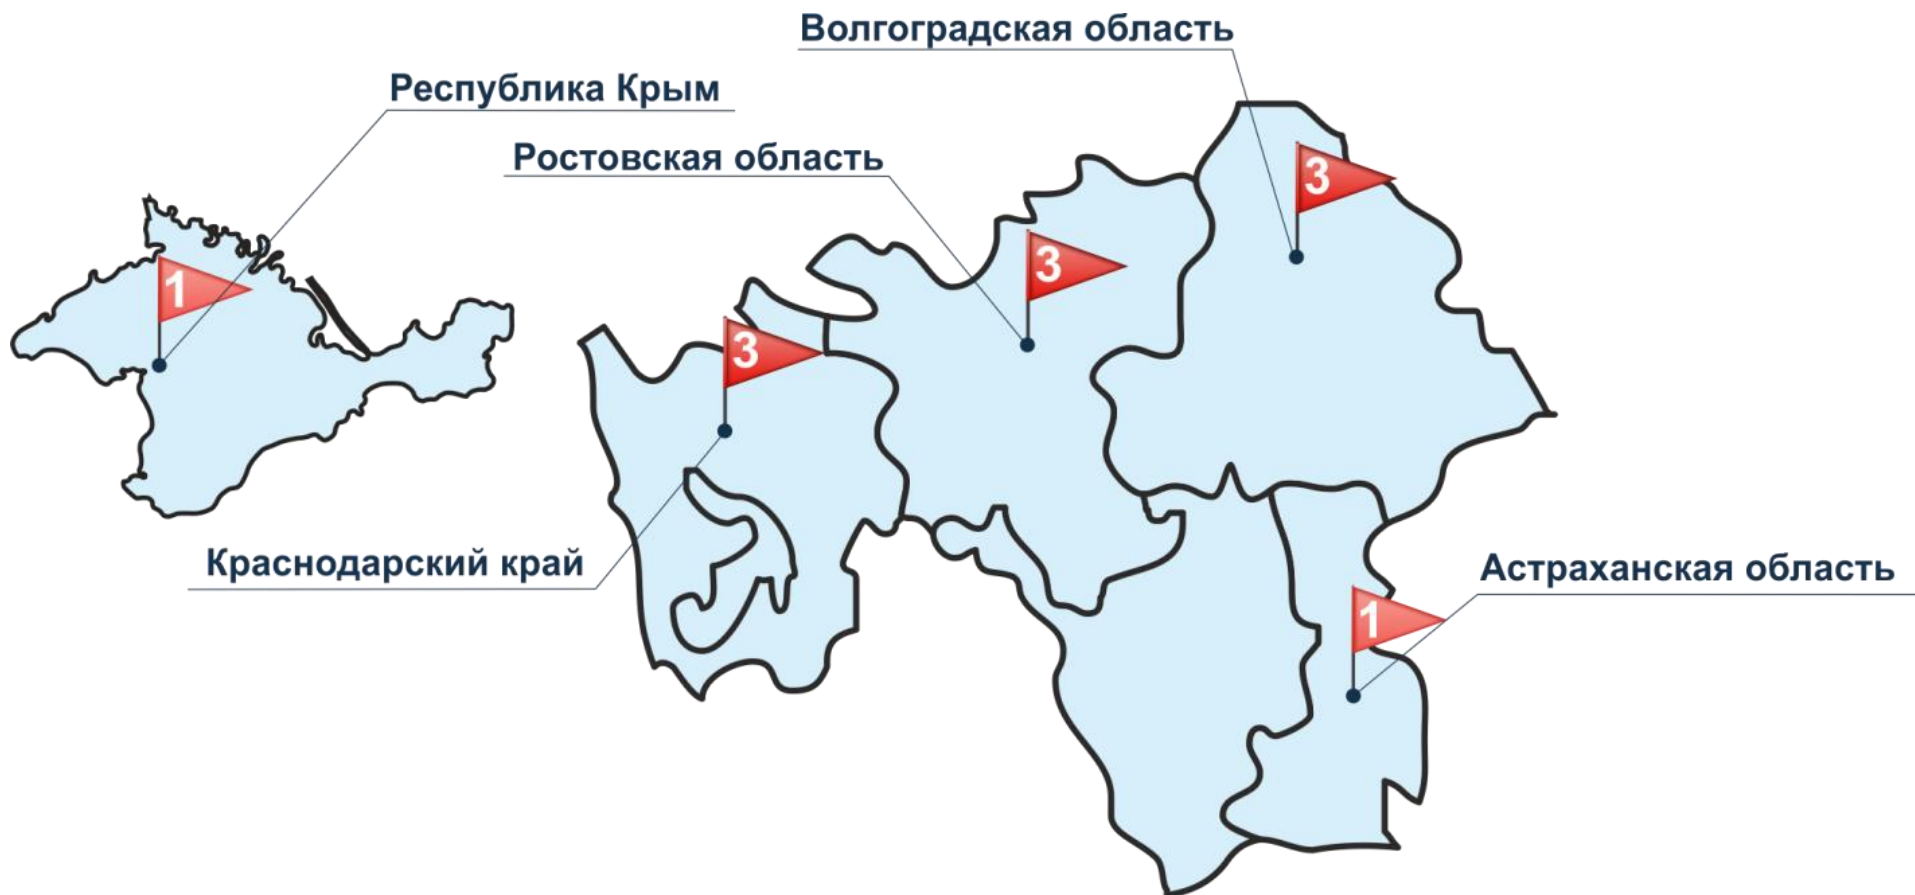 Волгоградская область
Республика Крым
Ростовская область
3
3
1
3
Краснодарский край
Астраханская область
1